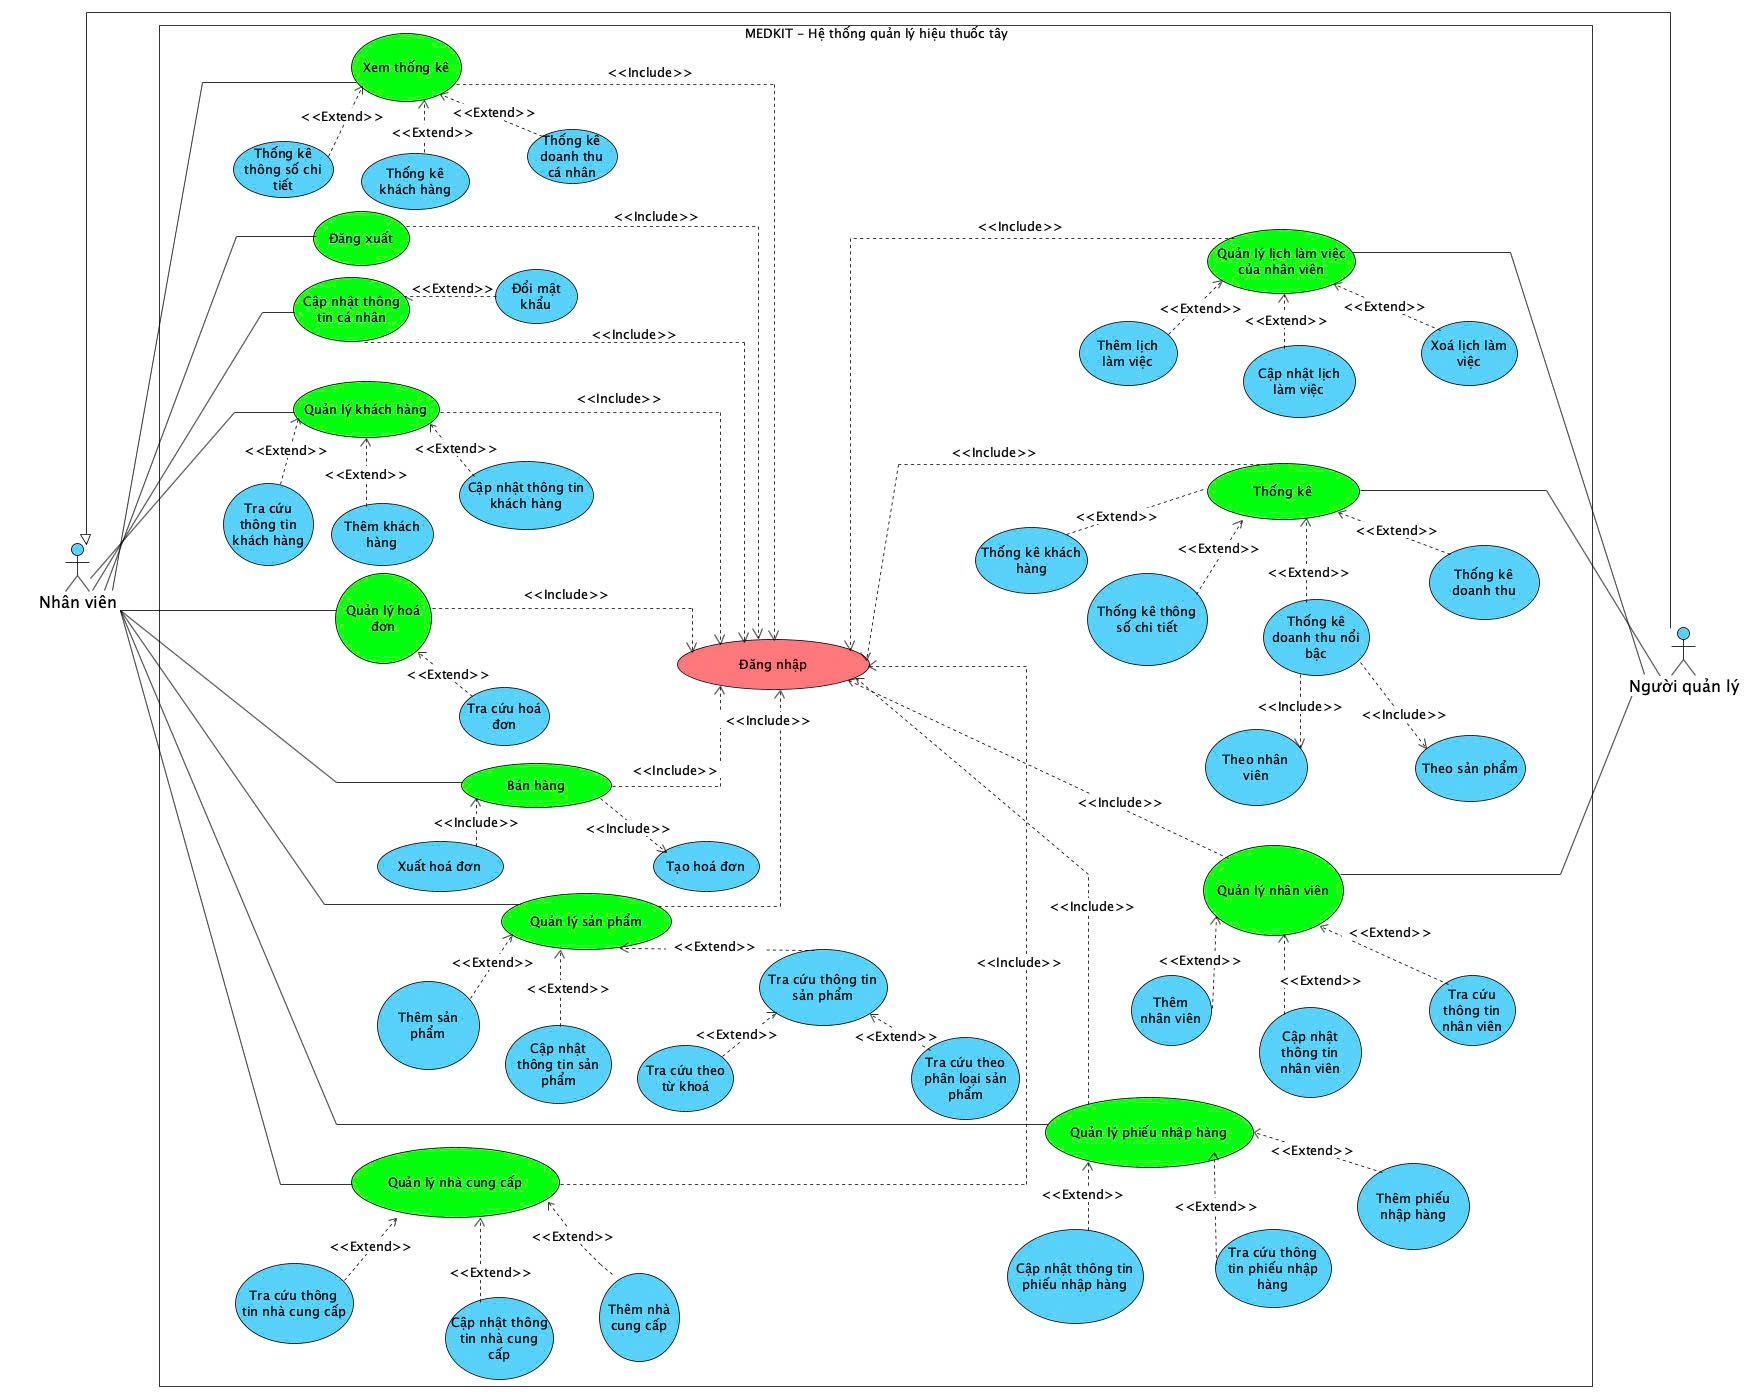 MEDKIT - Hệ thống quản lý hiệu thuốc tây
Xem thống kê
<<Include>>
<<Extend>>
<<Extend>>
<<Extend>>
Thống kê
thông số chi
tiết
Thống kê
khách hàng
Thống kê
doanh thu
cá nhân
Đăng xuất
<<Include>>
Cập nhật thông
tin cá nhân
<<Extend>>
Đổi mật
khẩu
<<Include>>
Quản lý khách hàng
<<Include>>
<<Extend>>
<<Extend>>
<<Extend>>
Tra cứu
thông tin
khách hàng
Thêm khách
hàng
Cập nhật thông tin
khách hàng
Nhân viên
Quản lý hoá
đơn
<<Include>>
<<Extend>>
Tra cứu hoá
đơn
Đăng nhập
<<Include>>
Bán hàng
<<Include>>
<<Include>>
<<Include>>
Xuất hoá đơn
Tạo hoá đơn
Quản lý sản phẩm
<<Extend>>
<<Extend>>
<<Extend>>
Thêm sản
phẩm
Cập nhật
thông tin sản
phẩm
Tra cứu thông tin
sản phẩm
<<Extend>>
<<Extend>>
Tra cứu theo
từ khoá
Tra cứu theo
phân loại sản
phẩm
Quản lý nhà cung cấp
<<Include>>
<<Extend>>
<<Extend>>
<<Extend>>
Tra cứu thông
tin nhà cung cấp
Cập nhật thông
tin nhà cung
cấp
Thêm nhà
cung cấp
<<Include>>
Quản lý lịch làm việc
của nhân viên
<<Extend>>
<<Extend>>
<<Extend>>
Thêm lịch
làm việc
Cập nhật lịch
làm việc
Xoá lịch làm
việc
<<Include>>
Thống kê
<<Extend>>
<<Extend>>
<<Extend>>
<<Extend>>
Thống kê khách
hàng
Thống kê thông
số chi tiết
Thống kê
doanh thu nổi
bậc
Thống kê
doanh thu
<<Include>>
<<Include>>
Theo nhân
viên
Theo sản phẩm
Người quản lý
<<Include>>
Quản lý nhân viên
<<Extend>>
<<Extend>>
<<Extend>>
Thêm
nhân viên
Cập nhật
thông tin
nhân viên
Tra cứu
thông tin
nhân viên
<<Include>>
Quản lý phiếu nhập hàng
<<Extend>>
<<Extend>>
<<Extend>>
Cập nhật thông tin
phiếu nhập hàng
Tra cứu thông
tin phiếu nhập
hàng
Thêm phiếu
nhập hàng